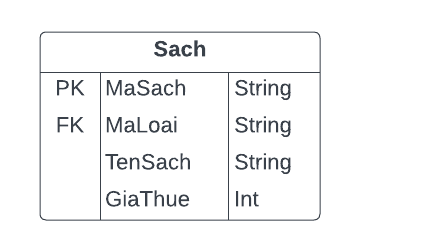 Sach
PK MaSach String
FK MaLoai String
TenSach String
GiaThue Int